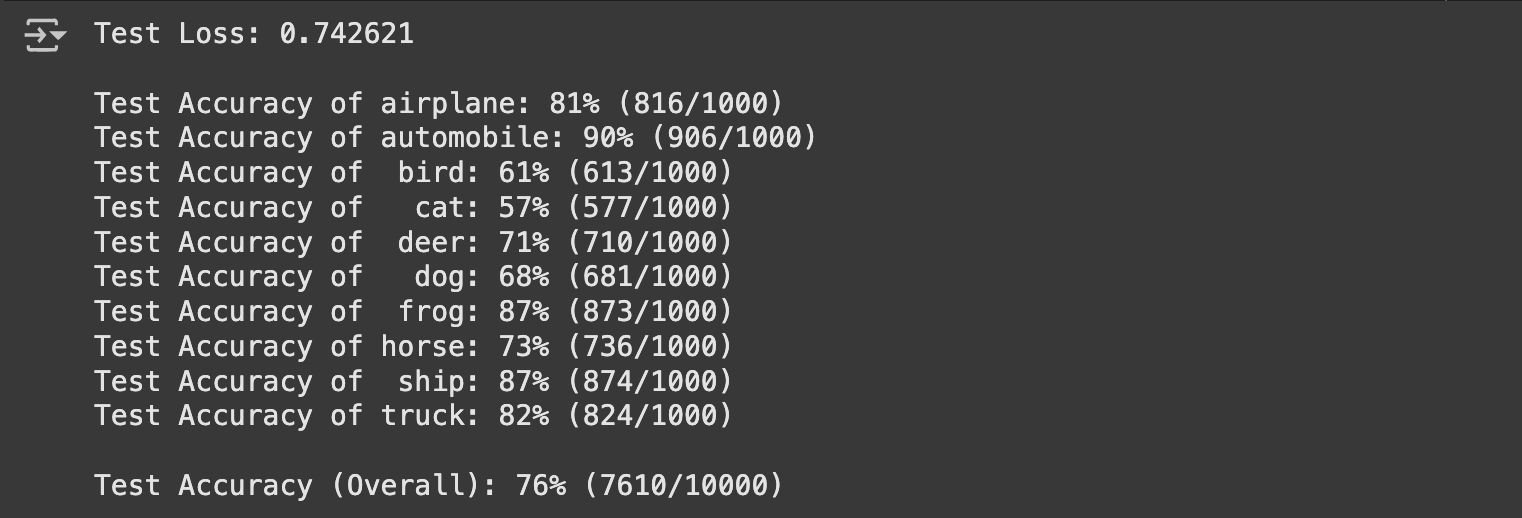 Test Loss: 0.742621
Test Accuracy of airplane: 81% (816/1000)
Test Accuracy of automobile: 90% (906/1000)
Test Accuracy of  bird: 61% (613/1000)
Test Accuracy of   cat: 57% (577/1000)
Test Accuracy of  deer: 71% (710/1000)
Test Accuracy of   dog: 68% (681/1000)
Test Accuracy of  frog: 87% (873/1000)
Test Accuracy of horse: 73% (736/1000)
Test Accuracy of  ship: 87% (874/1000)
Test Accuracy of truck: 82% (824/1000)
Test Accuracy (Overall): 76% (7610/10000)